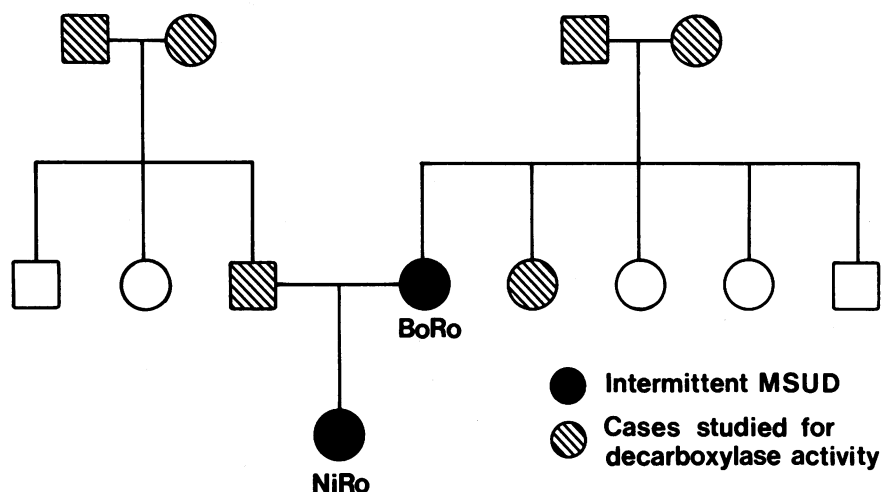 BoRo
Intermittent MSUD
Cases studied for
decarboxylase activity
NiRo